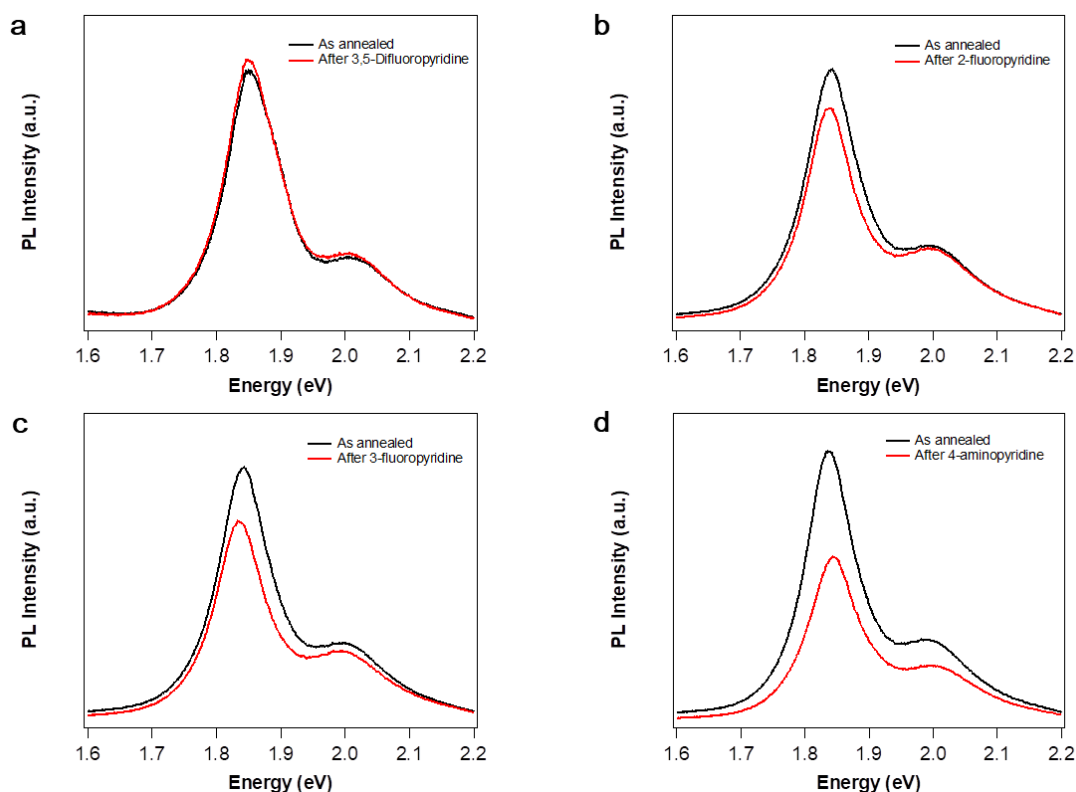 a
As annealed
After 3,5-Difluoropyridine
PL Intensity (a.u.)
1.6 1.7 1.8 1.9 2.0 2.1 2.2
Energy (eV)
b
As annealed
After 2-fluoropyridine
PL Intensity (a.u.)
1.6 1.7 1.8 1.9 2.0 2.1 2.2
Energy (eV)
c
As annealed
After 3-fluoropyridine
PL Intensity (a.u.)
1.6 1.7 1.8 1.9 2.0 2.1 2.2
Energy (eV)
d
As annealed
After 4-aminopyridine
PL Intensity (a.u.)
1.6 1.7 1.8 1.9 2.0 2.1 2.2
Energy (eV)